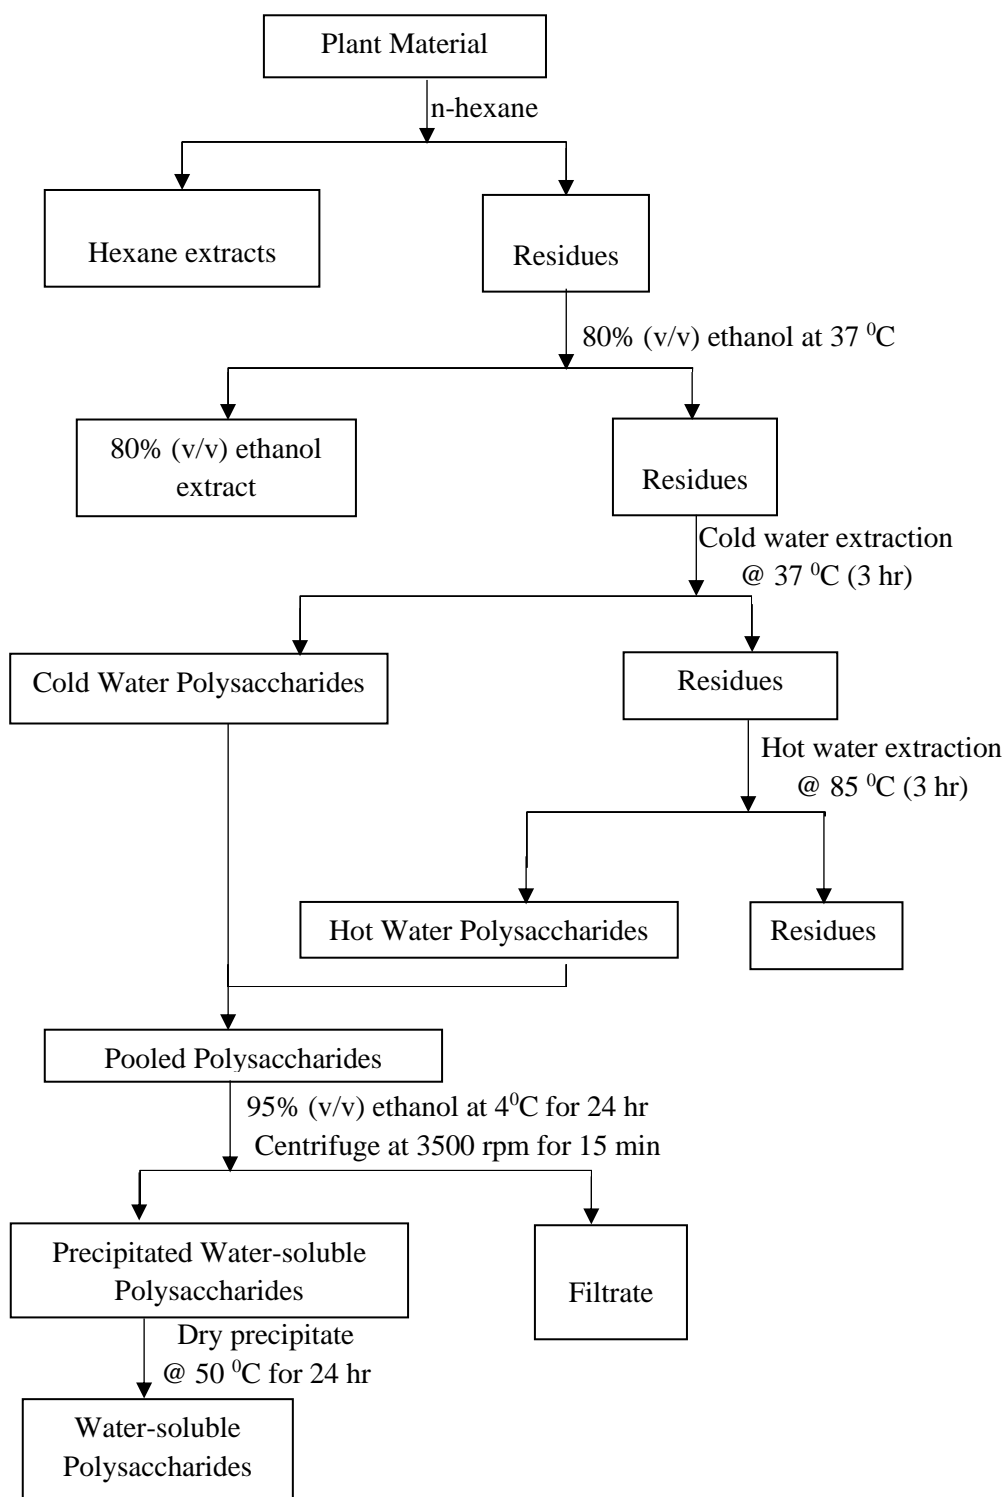 Plant Material
n-hexane
Hexane extracts
Residues
80% (v/v) ethanol at 37 ⁰C
80% (v/v) ethanol
extract
Residues
Cold water extraction
@ 37 ⁰C (3 hr)
Cold Water Polysaccharides
Residues
Hot water extraction
@ 85 ⁰C (3 hr)
Hot Water Polysaccharides
Residues
Pooled Polysaccharides
95% (v/v) ethanol at 4⁰C for 24 hr
Centrifuge at 3500 rpm for 15 min
Precipitated Water-soluble
Polysaccharides
Filtrate
Dry precipitate
@ 50 ⁰C for 24 hr
Water-soluble
Polysaccharides